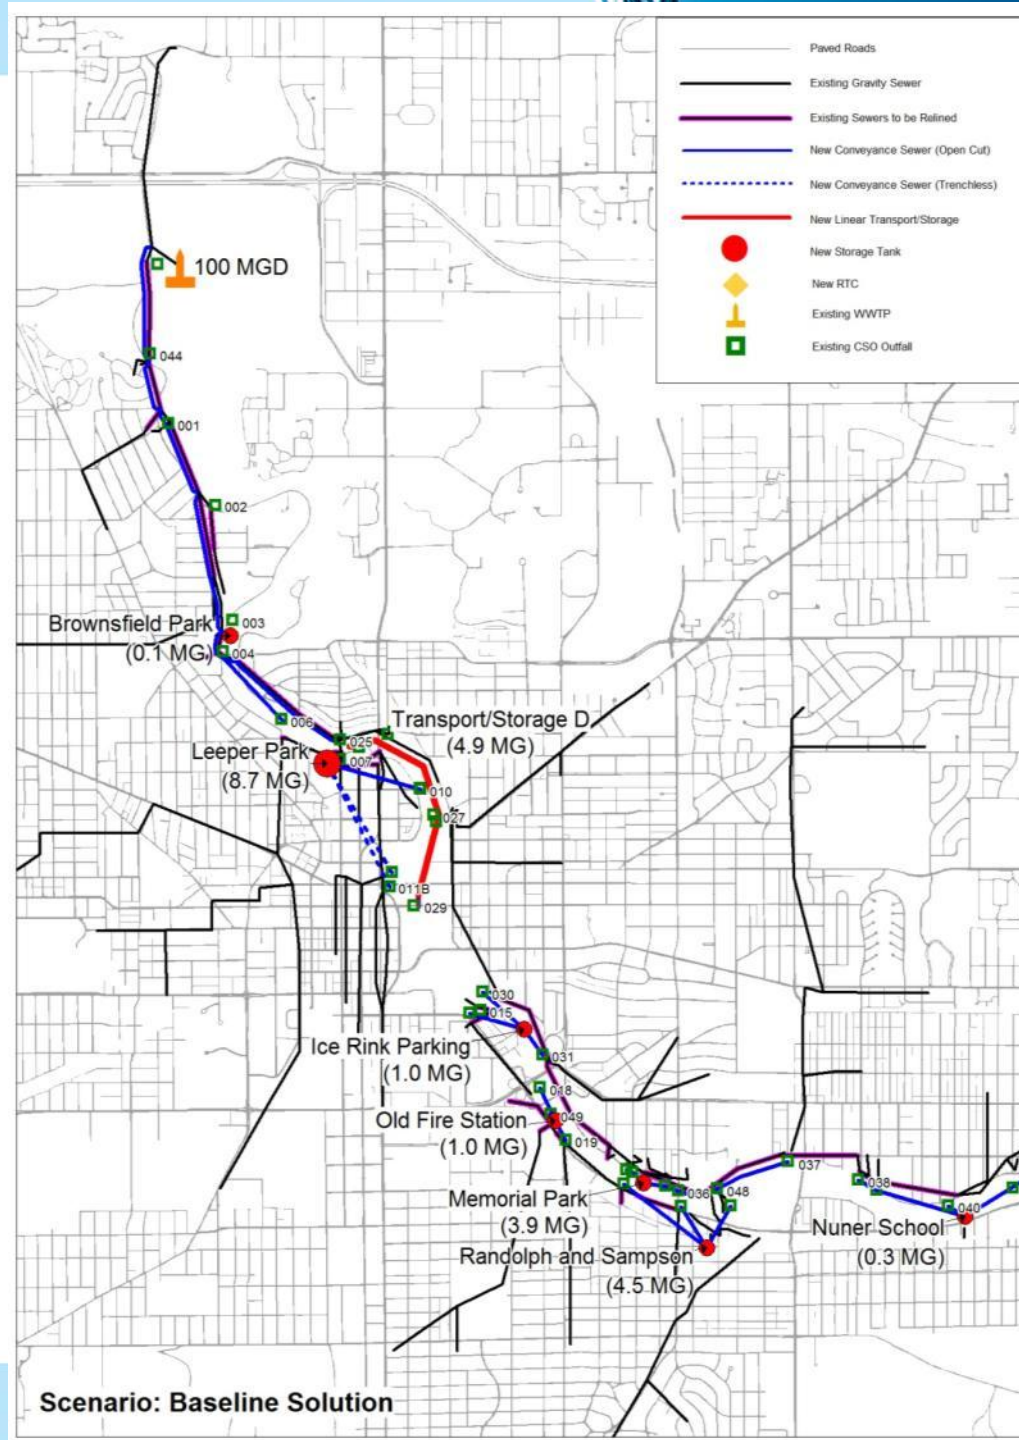 Paved Roads
Existing Gravity Sewer
Existing Sewers to be Relined
New Conveyance Sewer (Open Cut)
New Conveyance Sewer (Trenchless)
New Linear Transport/Storage
New Storage Tank
New RTC
Existing WWTP
Existing CSO Outfall
100 MGD
044
001
002
003
Brownsfield Park
(0.1 MG)
004
006
Transport/Storage D
(4.9 MG)
025
Leeper Park
(8.7 MG)
007
010
027
011B
029
030
015
Ice Rink Parking
(1.0 MG)
031
018
049
Old Fire Station
(1.0 MG)
019
037
038
036
048
Memorial Park
(3.9 MG)
040
Nuner School
(0.3 MG)
Randolph and Sampson
(4.5 MG)
Scenario: Baseline Solution